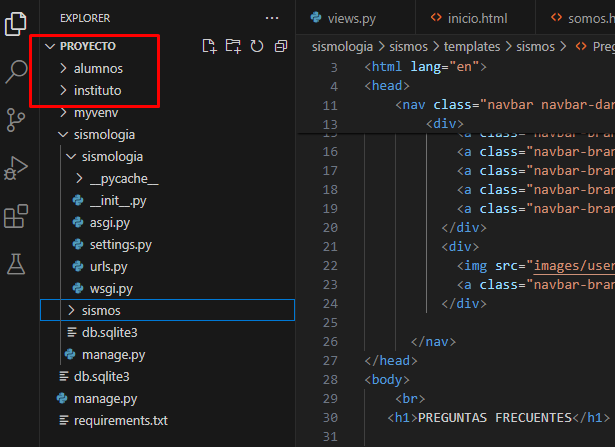 EXPLORER
PROYECTO
alumnos
instituto
myvenv
sismologia
sismologia
__pycache__
__init__.py
asgi.py
settings.py
urls.py
wsgi.py
sismos
db.sqlite3
manage.py
db.sqlite3
manage.py
requirements.txt
views.py <> inicio.html <> somos.h
sismologia > sismos > templates > sismos > <> Preg
3 <html lang="en">
4 <head>
11 <nav class="navbar navbar-dar
13 <div>
15 <a class="navbar-bran
16 <a class="navbar-bran
17 <a class="navbar-bran
18 <a class="navbar-bran
19 <a class="navbar-bran
20 </div>
21 <div>
22 <img src="images/user
23 <a class="navbar-bran
24 </div>
25
26 </nav>
27 </head>
28 <body>
29 <br>
30 <h1>PREGUNTAS FRECUENTES</h1>
31